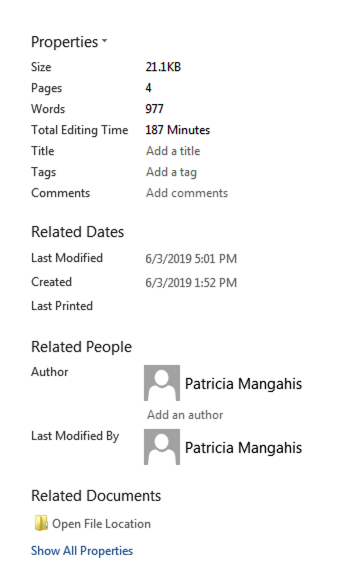 Properties
Size 21.1KB
Pages 4
Words 977
Total Editing Time 187 Minutes
Title Add a title
Tags Add a tag
Comments Add comments
Related Dates
Last Modified 6/3/2019 5:01 PM
Created 6/3/2019 1:52 PM
Last Printed
Related People
Author Patricia Mangahis
Add an author
Last Modified By Patricia Mangahis
Related Documents
Open File Location
Show All Properties